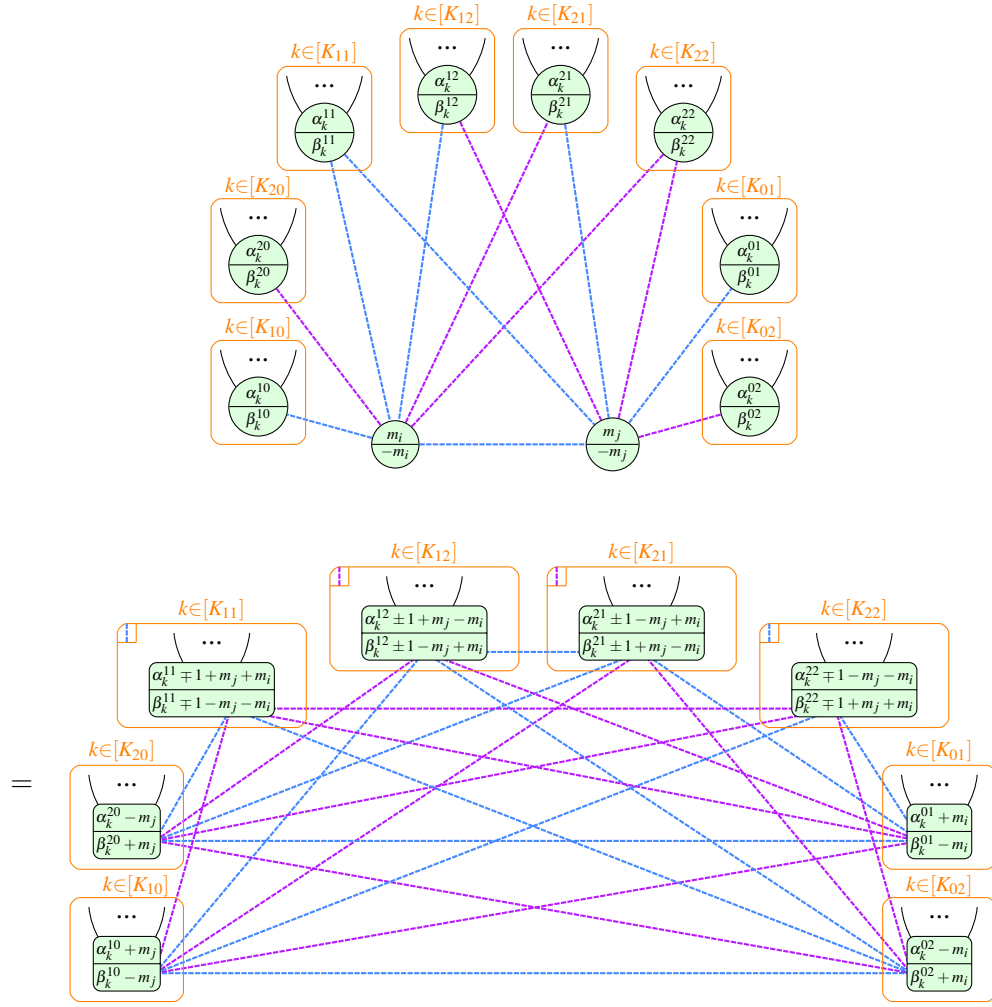 k∈[K₁₂] k∈[K₂₁]
k∈[K₁₁] ... ... k∈[K₂₂]
... α_k^{12} α_k^{21} ...
β_k^{12} β_k^{21}
α_k^{11} α_k^{22}
β_k^{11} β_k^{22}
k∈[K₂₀] k∈[K₀₁]
... ...
α_k^{20} α_k^{01}
β_k^{20} β_k^{01}
k∈[K₁₀] k∈[K₀₂]
... ...
α_k^{10} α_k^{02}
β_k^{10} β_k^{02}
m_i m_j
−m_i −m_j
k∈[K₁₂] k∈[K₂₁]
... ...
k∈[K₁₁] α_k^{12} ± 1 + m_j − m_i α_k^{21} ± 1 − m_j + m_i k∈[K₂₂]
... β_k^{12} ± 1 − m_j + m_i β_k^{21} ± 1 + m_j − m_i ...
α_k^{11} ∓ 1 + m_j + m_i α_k^{22} ∓ 1 − m_j − m_i
β_k^{11} ∓ 1 − m_j − m_i β_k^{22} ∓ 1 + m_j + m_i
k∈[K₂₀] k∈[K₀₁]
= ... ...
α_k^{20} − m_j α_k^{01} + m_i
β_k^{20} + m_j β_k^{01} − m_i
k∈[K₁₀] k∈[K₀₂]
... ...
α_k^{10} + m_j α_k^{02} − m_i
β_k^{10} − m_j β_k^{02} + m_i